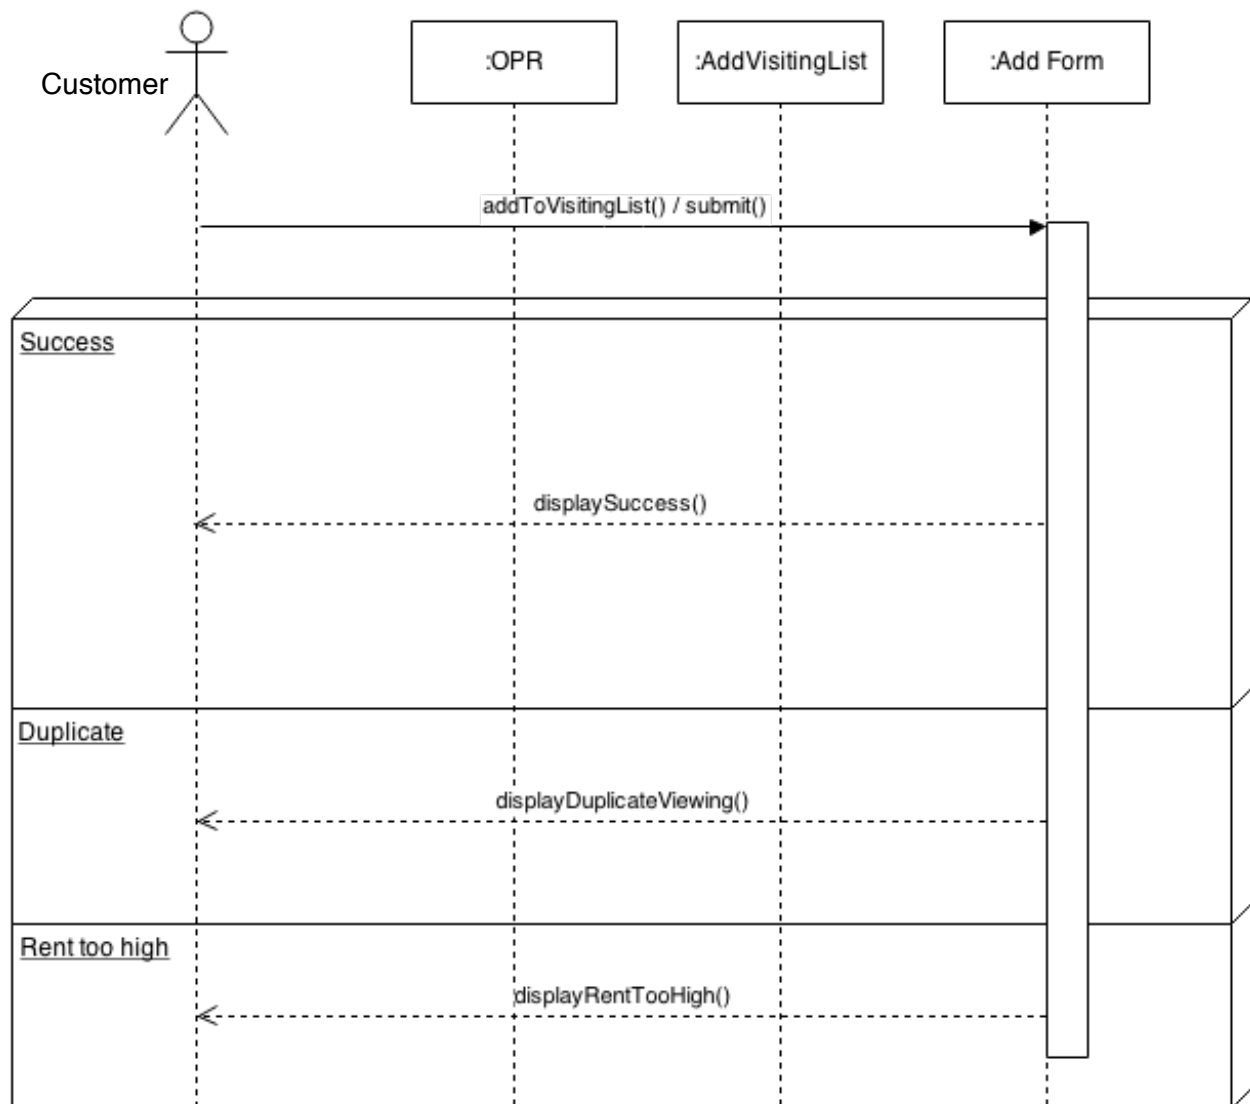 Customer
:OPR
:AddVisitingList
:Add Form
addToVisitingList() / submit()
Success
displaySuccess()
Duplicate
displayDuplicateViewing()
Rent too high
displayRentTooHigh()